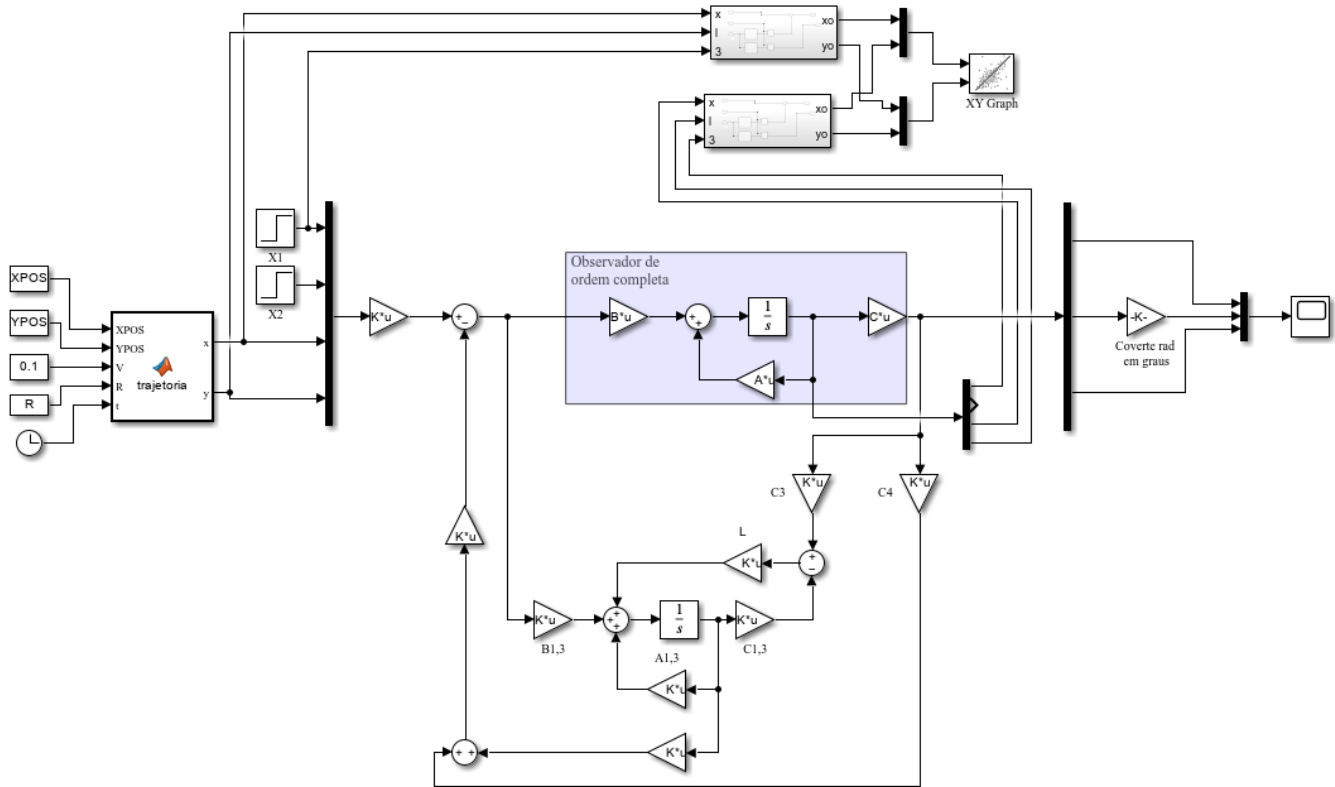 x
l
3
xo
yo
XY Graph
x
l
3
xo
yo
X1
X2
XPOS
YPOS
0.1
R
XPOS
YPOS
V
R
t
trajetoria
x
y
K*u
+
−
Observador de
ordem completa
B*u
+
+
1
s
C*u
A*u
-K-
Coverte rad
em graus
K*u
C3
K*u
C4
K*u
L
K*u
+
−
K*u
B1,3
+
+
+
1
s
A1,3
K*u
C1,3
K*u
K*u
+ +